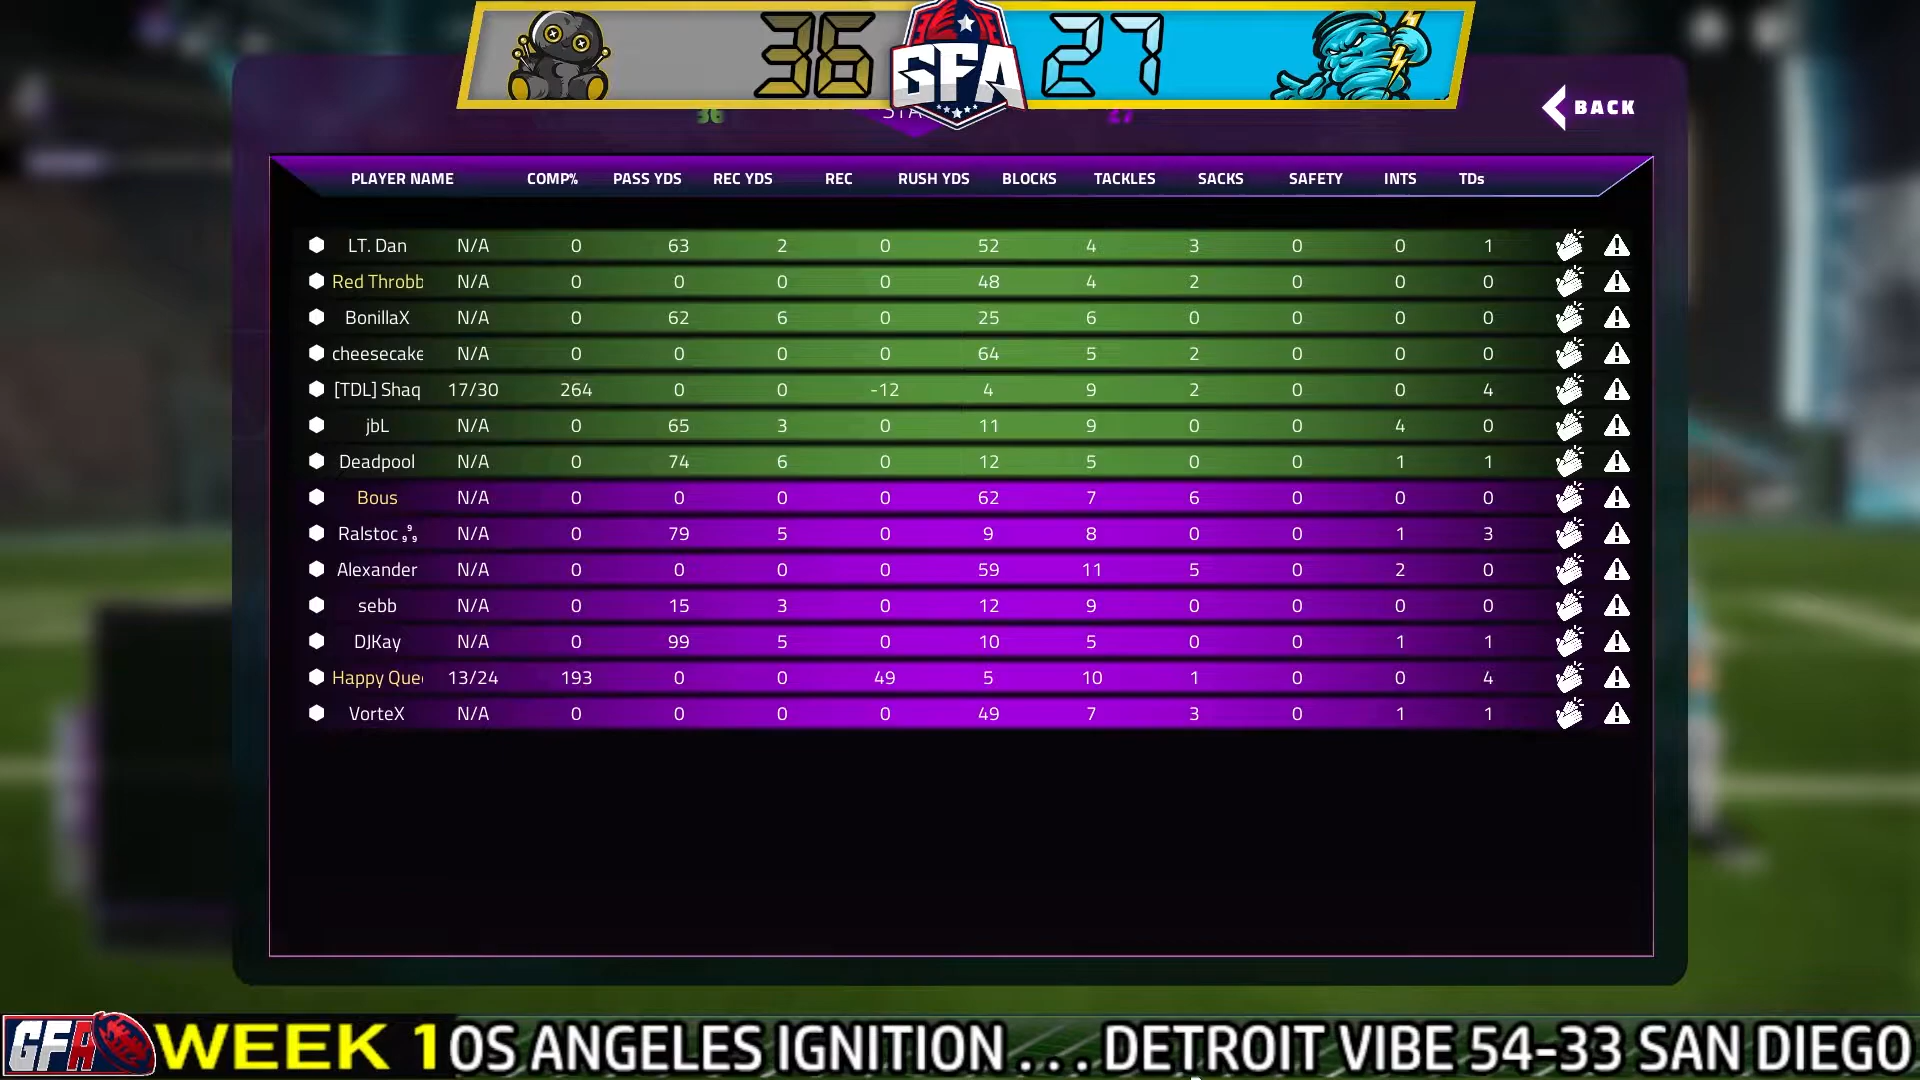 36 GFA 27
36 STA 27
BACK
PLAYER NAME COMP% PASS YDS REC YDS REC RUSH YDS BLOCKS TACKLES SACKS SAFETY INTS TDs
LT. Dan N/A 0 63 2 0 52 4 3 0 0 1
Red Throbb N/A 0 0 0 0 48 4 2 0 0 0
BonillaX N/A 0 62 6 0 25 6 0 0 0 0
cheesecake N/A 0 0 0 0 64 5 2 0 0 0
[TDL] Shaq 17/30 264 0 0 -12 4 9 2 0 0 4
jbL N/A 0 65 3 0 11 9 0 0 4 0
Deadpool N/A 0 74 6 0 12 5 0 0 1 1
Bous N/A 0 0 0 0 62 7 6 0 0 0
Ralstoc N/A 0 79 5 0 9 8 0 0 1 3
Alexander N/A 0 0 0 0 59 11 5 0 2 0
sebb N/A 0 15 3 0 12 9 0 0 0 0
DJKay N/A 0 99 5 0 10 5 0 0 1 1
Happy Que 13/24 193 0 0 49 5 10 1 0 0 4
VorteX N/A 0 0 0 0 49 7 3 0 1 1
GFA WEEK 1 OS ANGELES IGNITION . . . DETROIT VIBE 54-33 SAN DIEGO